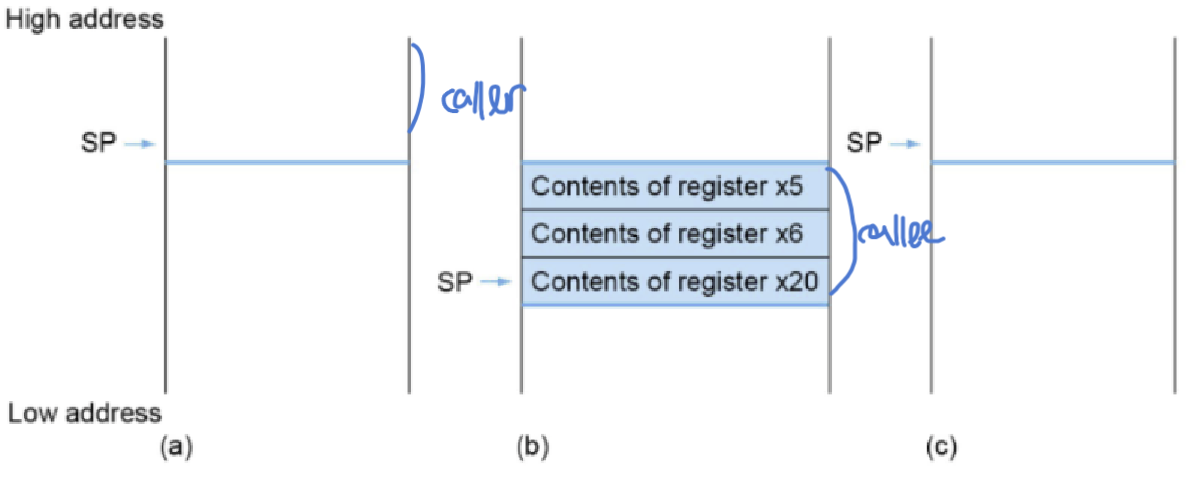 High address
caller
SP
SP
Contents of register x5
Contents of register x6
callee
SP
Contents of register x20
Low address
(a)
(b)
(c)